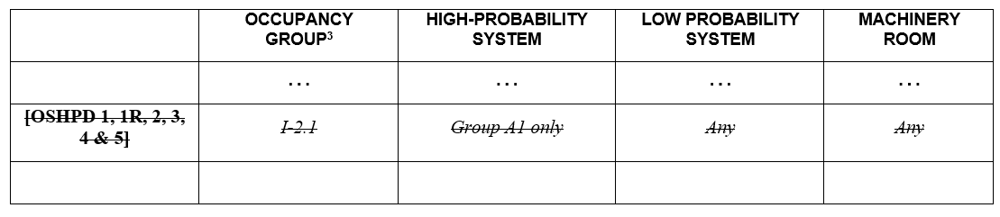 OCCUPANCY GROUP³ HIGH-PROBABILITY SYSTEM LOW PROBABILITY SYSTEM MACHINERY ROOM
... ... ... ...
[OSHPD 1, 1R, 2, 3, 4 & 5] I-2.1 Group A1 only Any Any